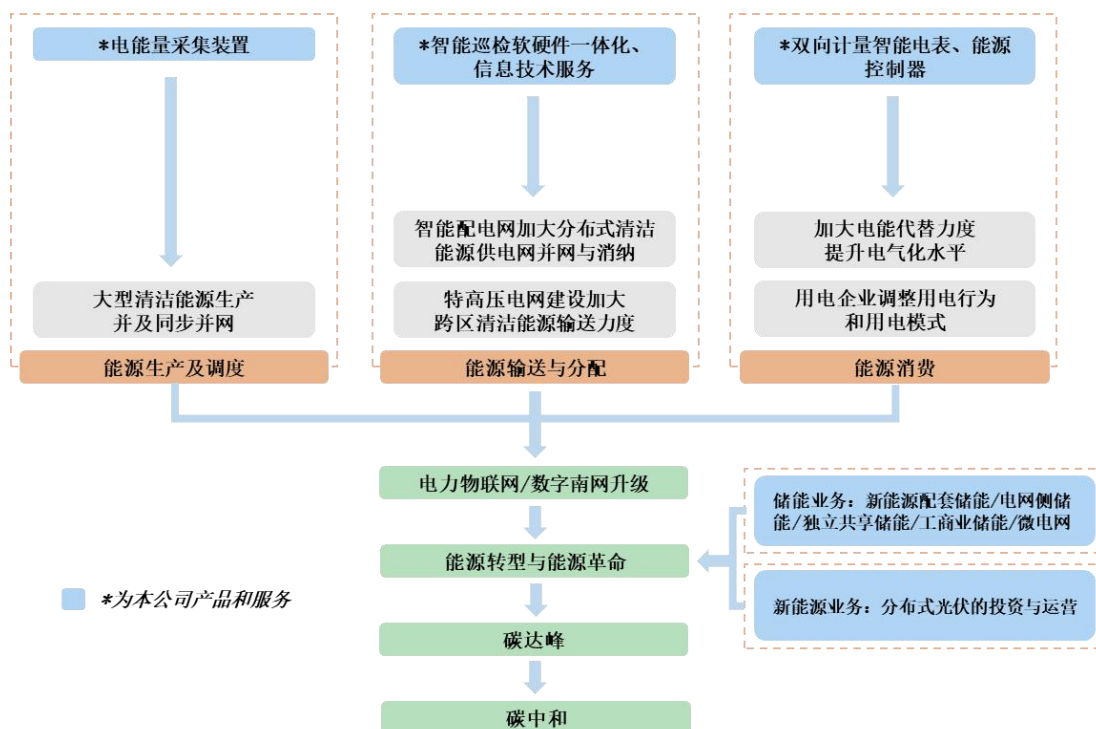 *电能量采集装置
*智能巡检软硬件一体化、
信息技术服务
*双向计量智能电表、能源
控制器
智能配电网加大分布式清洁
能源供电网并网与消纳
加大电能代替力度
提升电气化水平
大型清洁能源生产
并及同步并网
特高压电网建设加大
跨区清洁能源输送力度
用电企业调整用电行为
和用电模式
能源生产及调度
能源输送与分配
能源消费
电力物联网/数字南网升级
储能业务：新能源配套储能/电网侧储
能/独立共享储能/工商业储能/微电网
能源转型与能源革命
*为本公司产品和服务
新能源业务：分布式光伏的投资与运营
碳达峰
碳中和